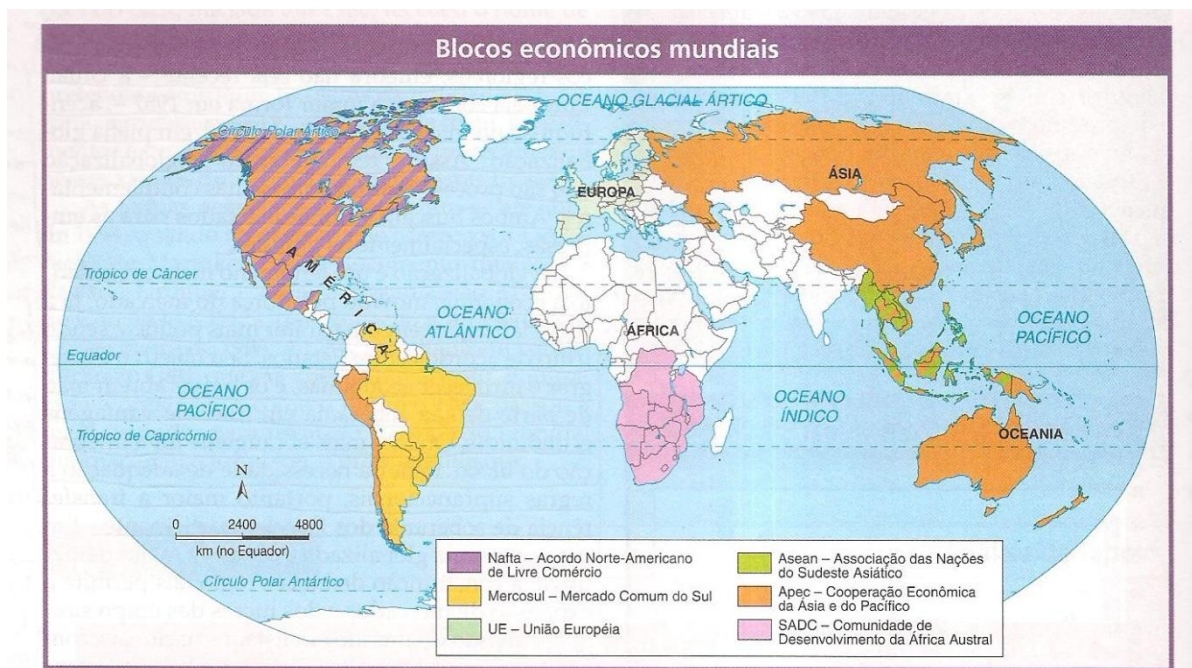 Blocos econômicos mundiais
OCEANO GLACIAL ÁRTICO
Círculo Polar Ártico
EUROPA
ÁSIA
AMÉRICA
Trópico de Câncer
OCEANO
ATLÂNTICO
OCEANO
PACÍFICO
ÁFRICA
Equador
OCEANO
PACÍFICO
OCEANO
ÍNDICO
Trópico de Capricórnio
OCEANIA
N
0 2400 4800
km (no Equador)
Círculo Polar Antártico
Nafta – Acordo Norte-Americano
de Livre Comércio
Mercosul – Mercado Comum do Sul
UE – União Européia
Asean – Associação das Nações
do Sudeste Asiático
Apec – Cooperação Econômica
da Ásia e do Pacífico
SADC – Comunidade de
Desenvolvimento da África Austral